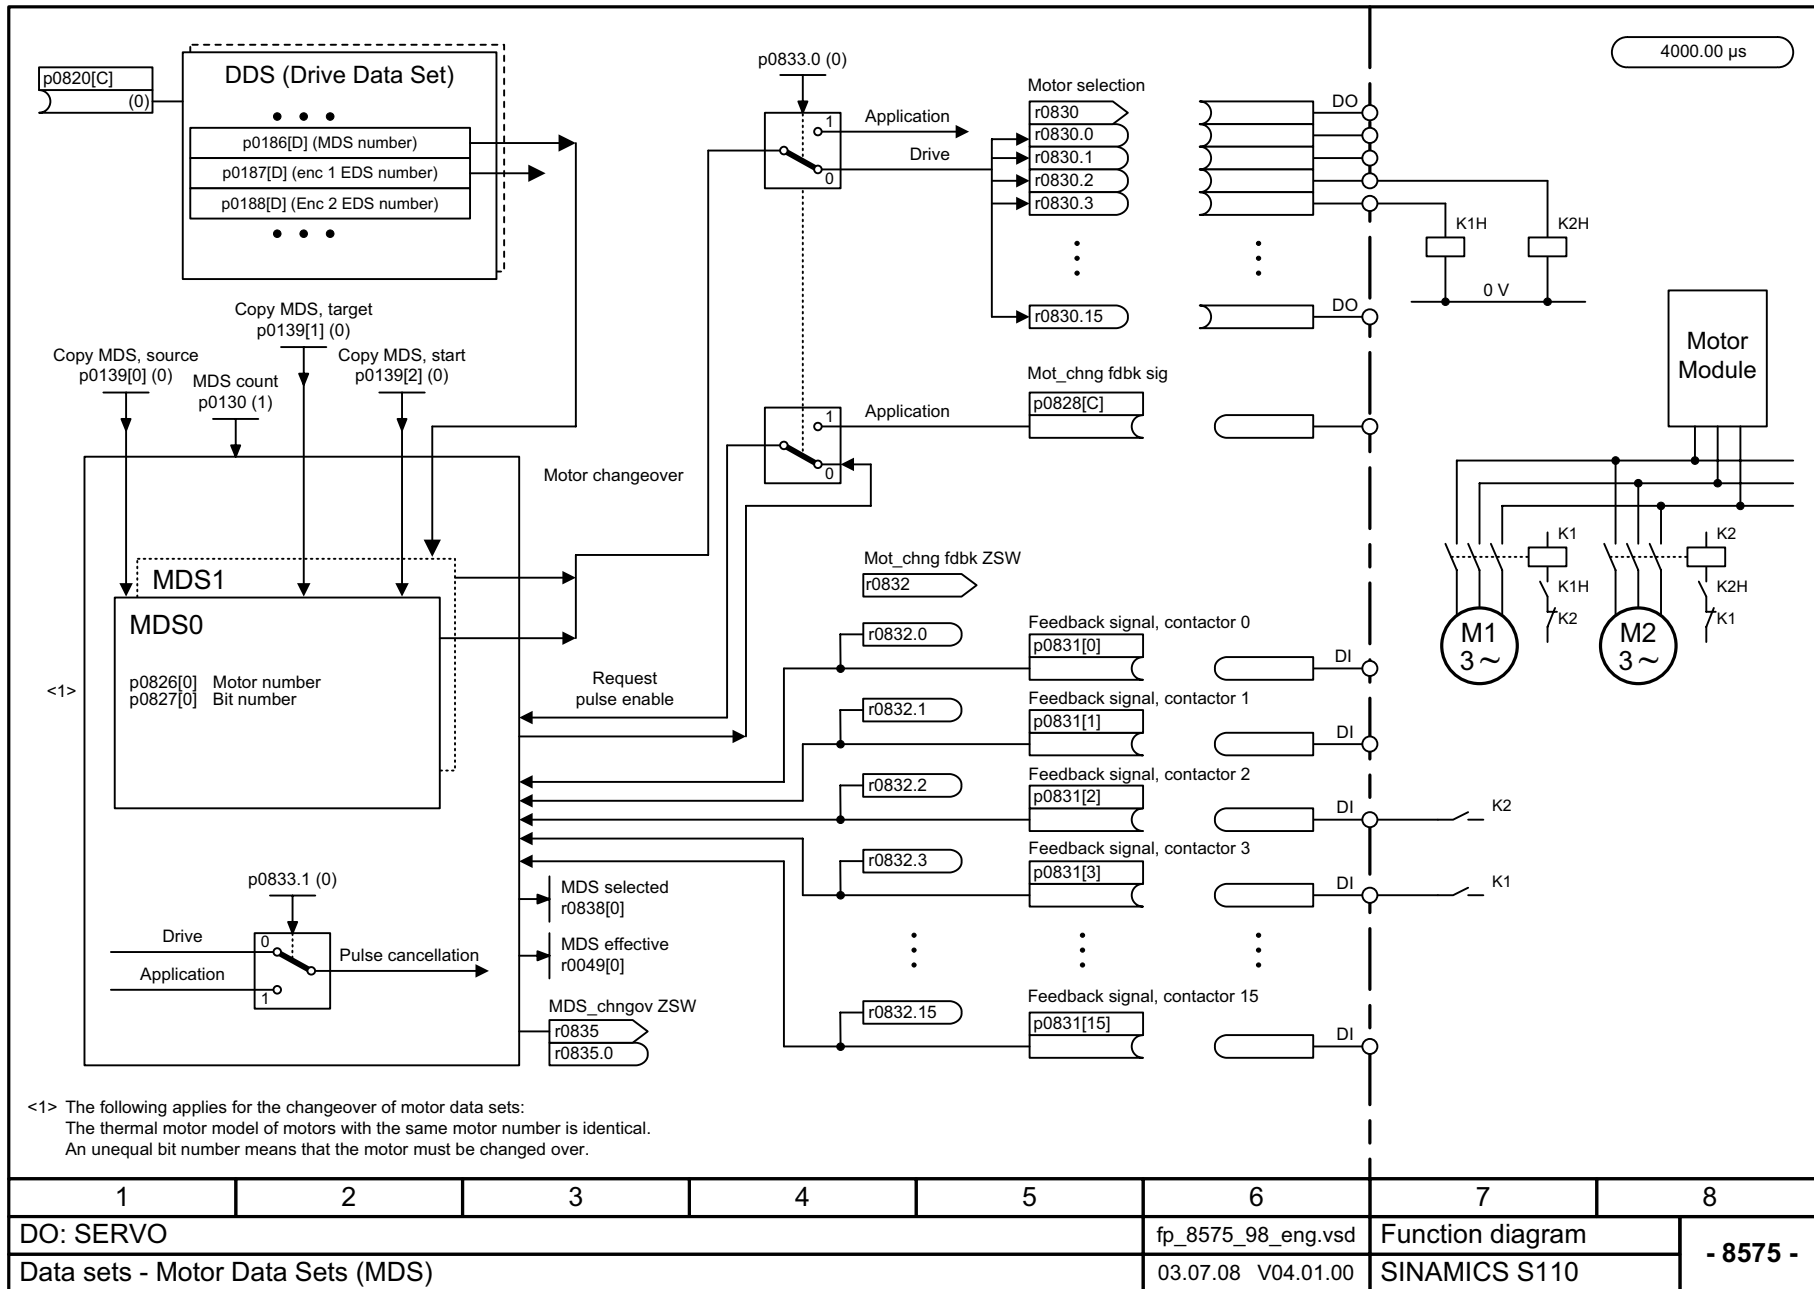 4000.00 µs
p0820[C]
(0)
DDS (Drive Data Set)
p0186[D] (MDS number)
p0187[D] (enc 1 EDS number)
p0188[D] (Enc 2 EDS number)
p0833.0 (0)
1
0
Application
Drive
Motor selection
r0830
r0830.0
r0830.1
r0830.2
r0830.3
r0830.15
DO
DO
K1H
K2H
0 V
Motor
Module
Copy MDS, target
p0139[1] (0)
Copy MDS, source
p0139[0] (0)
MDS count
p0130 (1)
Copy MDS, start
p0139[2] (0)
Motor changeover
1
0
Application
Mot_chng fdbk sig
p0828[C]
K1
K1H
K2
K2
K2H
K1
M1
3 ~
M2
3 ~
MDS1
MDS0
p0826[0] Motor number
p0827[0] Bit number
<1>
Request
pulse enable
Mot_chng fdbk ZSW
r0832
r0832.0
Feedback signal, contactor 0
p0831[0]
DI
r0832.1
Feedback signal, contactor 1
p0831[1]
DI
r0832.2
Feedback signal, contactor 2
p0831[2]
DI
K2
r0832.3
Feedback signal, contactor 3
p0831[3]
DI
K1
r0832.15
Feedback signal, contactor 15
p0831[15]
DI
p0833.1 (0)
Drive
Application
0
1
Pulse cancellation
MDS selected
r0838[0]
MDS effective
r0049[0]
MDS_chngov ZSW
r0835
r0835.0
<1> The following applies for the changeover of motor data sets:
The thermal motor model of motors with the same motor number is identical.
An unequal bit number means that the motor must be changed over.
1 2 3 4 5 6 7 8
DO: SERVO
fp_8575_98_eng.vsd
Function diagram
- 8575 -
Data sets - Motor Data Sets (MDS)
03.07.08 V04.01.00
SINAMICS S110